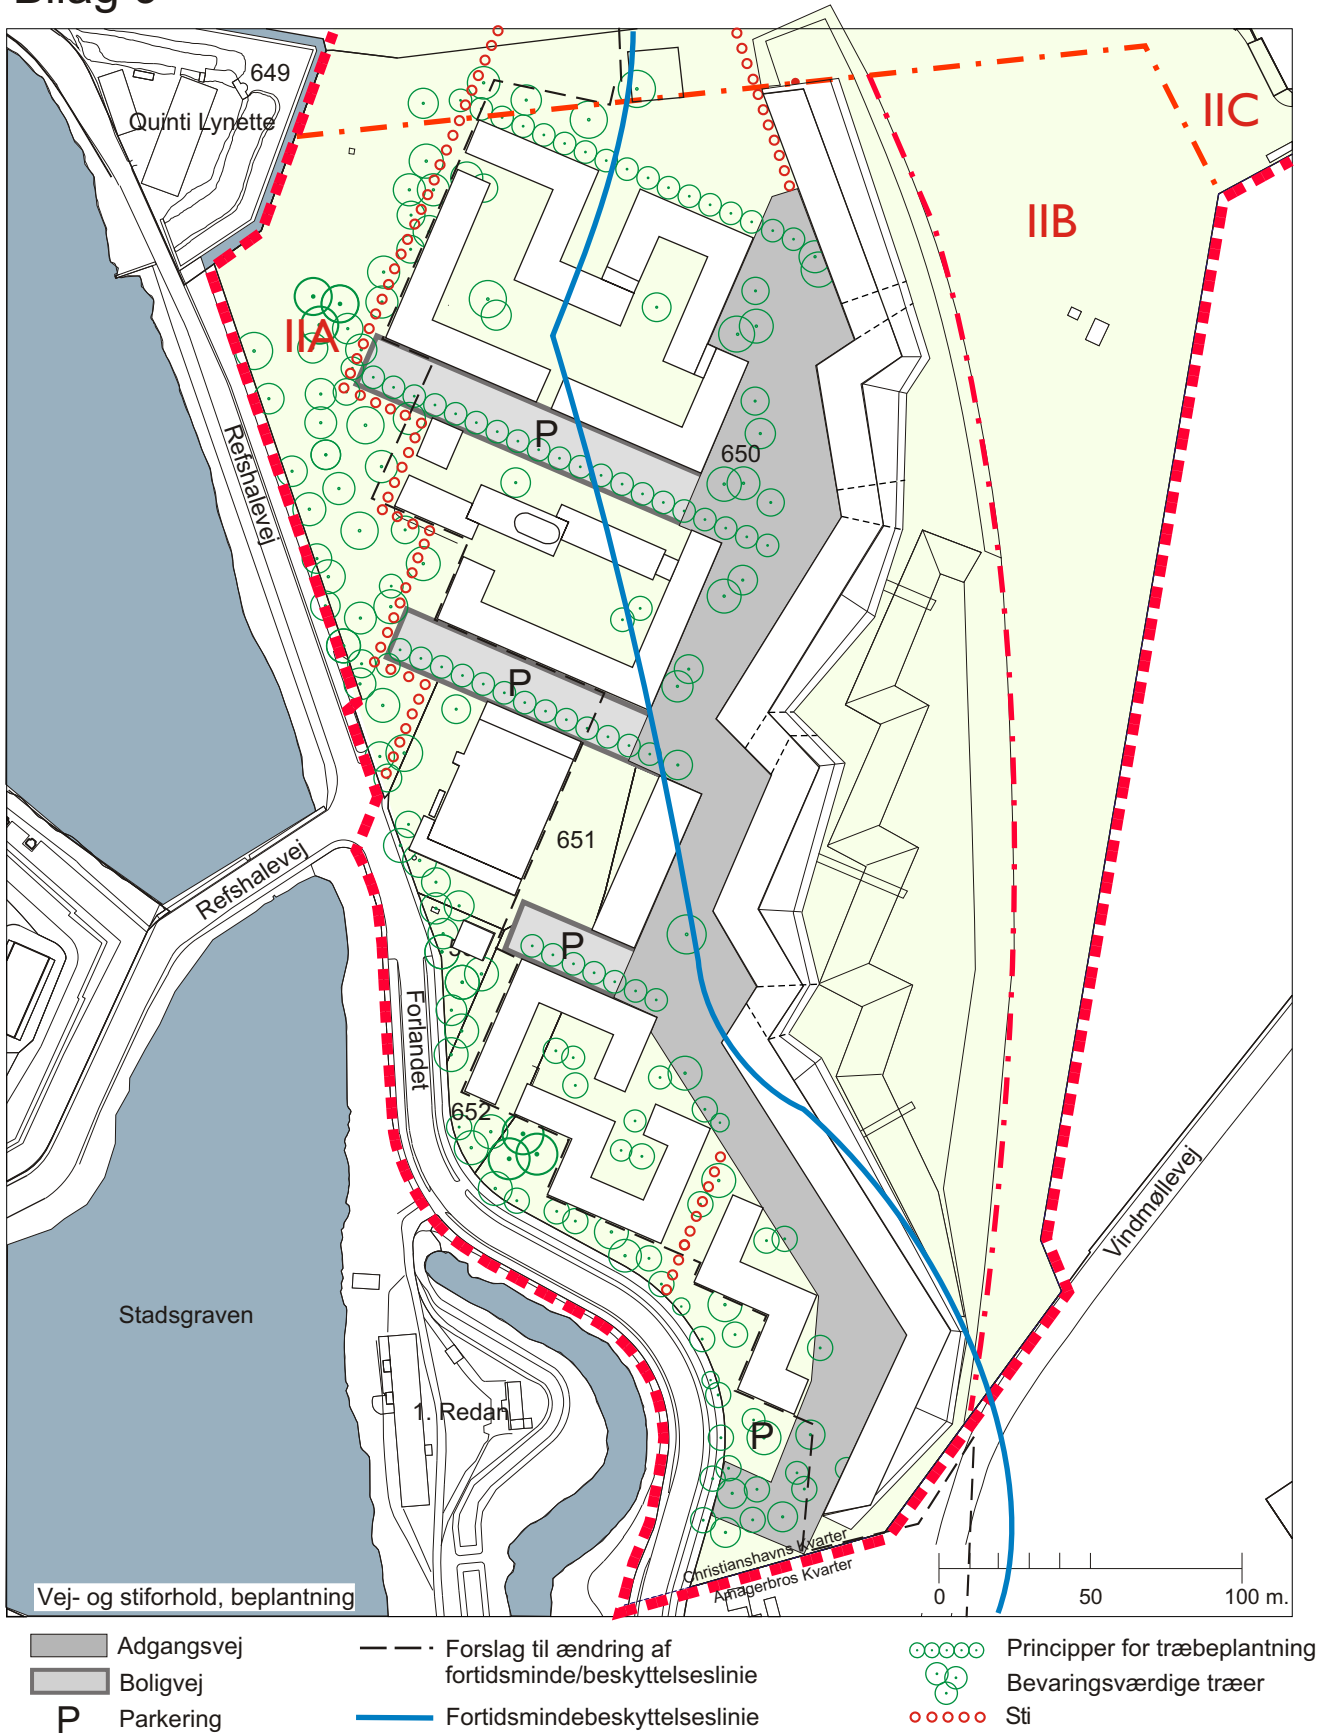 649
Quinti Lynette
IIC
IIB
IIA
P
650
Refshalevej
P
651
Refshalevej
P
Forlandet
652
Vindmøllevej
Stadsgraven
1. Redan
P
Christianshavns Kvarter
Amagerbros Kvarter
0 50 100 m.
Vej- og stiforhold, beplantning
Adgangsvej
Boligvej
P Parkering
Forslag til ændring af
fortidsminde/beskyttelseslinie
Fortidsmindebeskyttelseslinie
Principper for træbeplantning
Bevaringsværdige træer
Sti